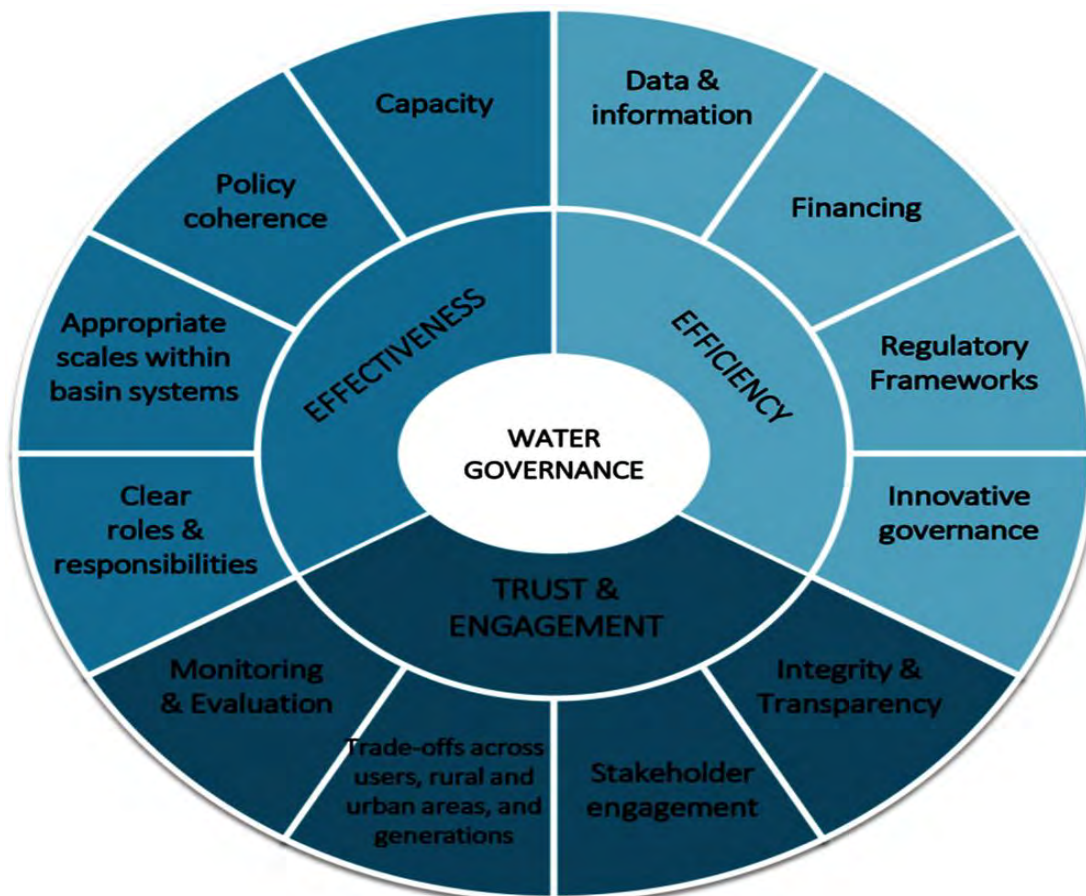 Capacity
Data &
information
Policy
coherence
Financing
Appropriate
scales within
basin systems
EFFECTIVENESS
EFFICIENCY
Regulatory
Frameworks
WATER
GOVERNANCE
Clear
roles &
responsibilities
Innovative
governance
TRUST &
ENGAGEMENT
Monitoring
& Evaluation
Integrity &
Transparency
Trade-offs across
users, rural and
urban areas, and
generations
Stakeholder
engagement